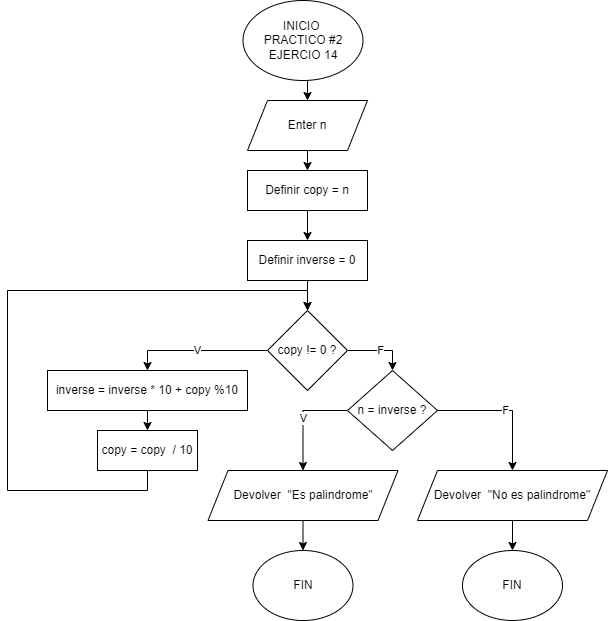 INICIO
PRACTICO #2
EJERCIO 14
Enter n
Definir copy = n
Definir inverse = 0
copy != 0 ?
V
F
inverse = inverse * 10 + copy %10
n = inverse ?
V
F
copy = copy / 10
Devolver "Es palindrome"
Devolver "No es palindrome"
FIN
FIN